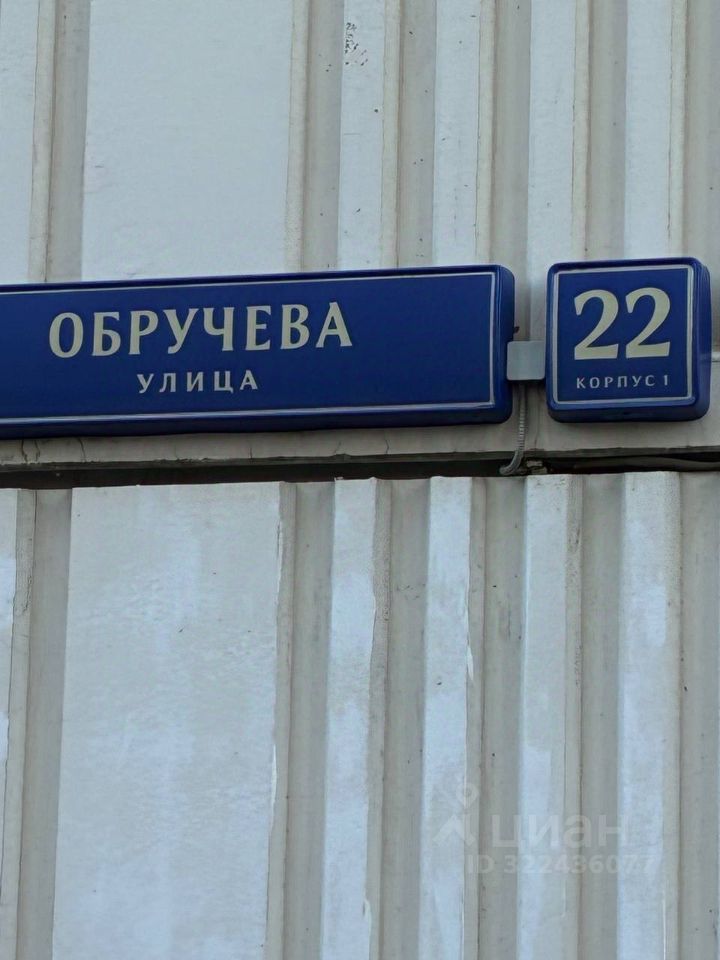 ОБРУЧЕВА
УЛИЦА
22
КОРПУС 1
циан
ID 322436077